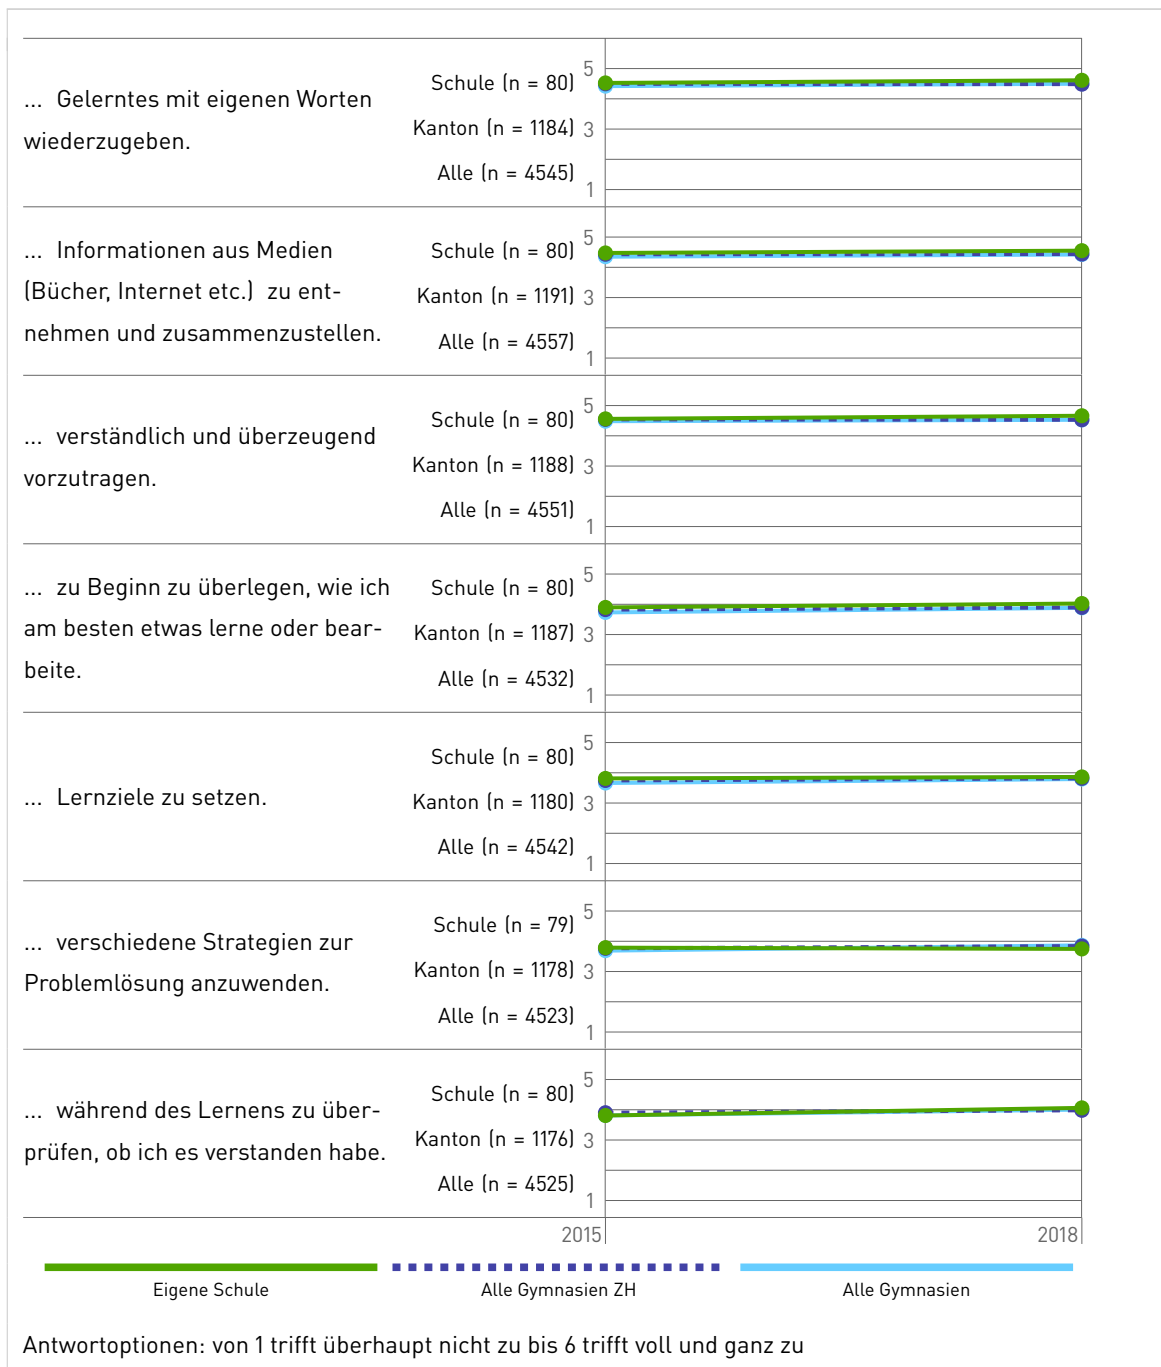 ... Gelerntes mit eigenen Worten
wiederzugeben.
Schule (n = 80)
Kanton (n = 1184)
Alle (n = 4545)
5
3
1
... Informationen aus Medien
(Bücher, Internet etc.) zu ent-
nehmen und zusammenzustellen.
Schule (n = 80)
Kanton (n = 1191)
Alle (n = 4557)
5
3
1
... verständlich und überzeugend
vorzutragen.
Schule (n = 80)
Kanton (n = 1188)
Alle (n = 4551)
5
3
1
... zu Beginn zu überlegen, wie ich
am besten etwas lerne oder bear-
beite.
Schule (n = 80)
Kanton (n = 1187)
Alle (n = 4532)
5
3
1
... Lernziele zu setzen.
Schule (n = 80)
Kanton (n = 1180)
Alle (n = 4542)
5
3
1
... verschiedene Strategien zur
Problemlösung anzuwenden.
Schule (n = 79)
Kanton (n = 1178)
Alle (n = 4523)
5
3
1
... während des Lernens zu über-
prüfen, ob ich es verstanden habe.
Schule (n = 80)
Kanton (n = 1176)
Alle (n = 4525)
5
3
1
2015 2018
Eigene Schule Alle Gymnasien ZH Alle Gymnasien
Antwortoptionen: von 1 trifft überhaupt nicht zu bis 6 trifft voll und ganz zu